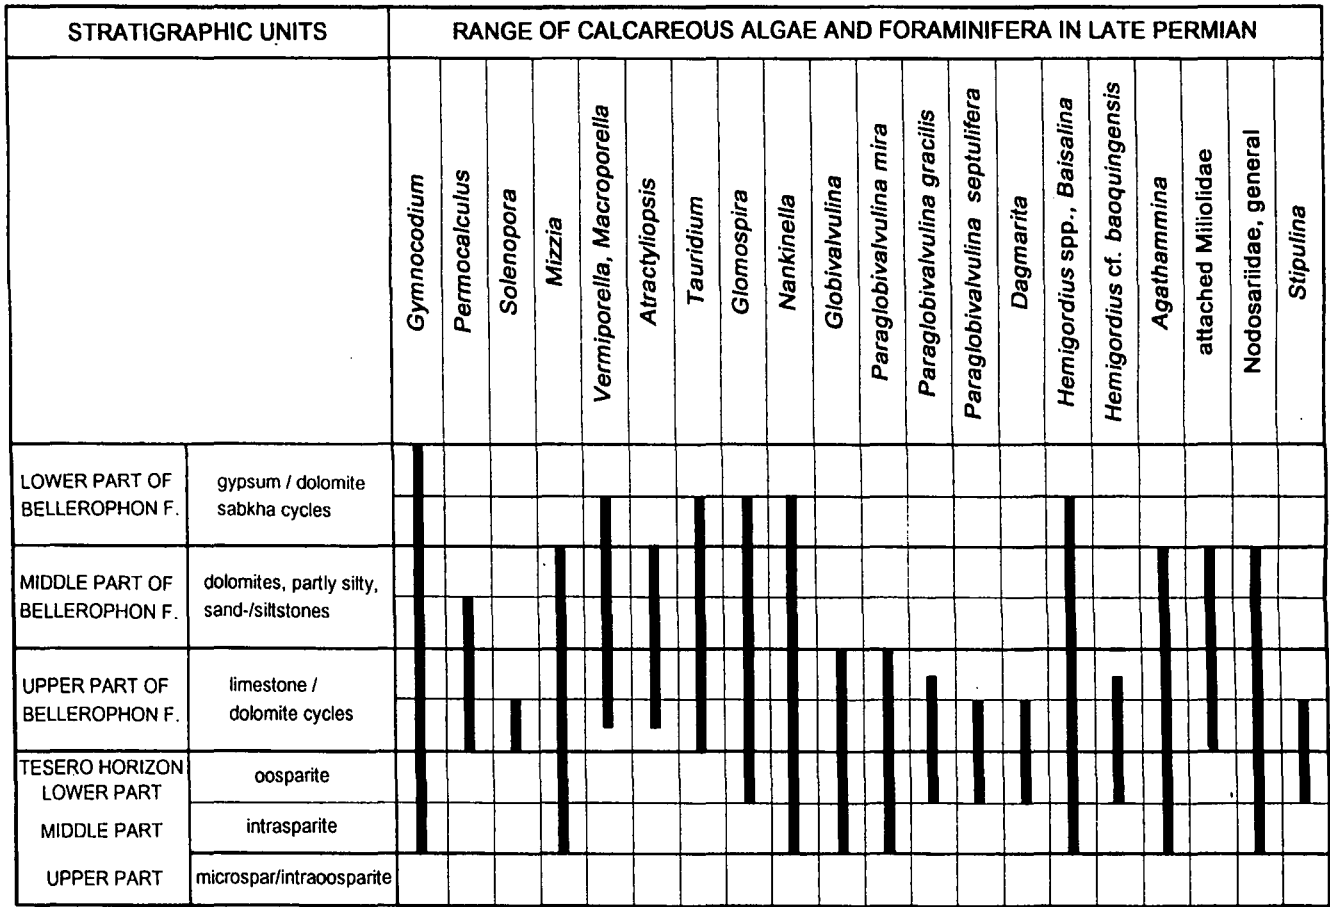 STRATIGRAPHIC UNITS
RANGE OF CALCAREOUS ALGAE AND FORAMINIFERA IN LATE PERMIAN
Gymnocodium
Permocalculus
Solenopora
Mizzia
Vermiporella, Macroporella
Atractyliopsis
Tauridium
Glomospira
Nankinella
Globivalvulina
Paraglobivalvulina mira
Paraglobivalvulina gracilis
Paraglobivalvulina septulifera
Dagmarita
Hemigordius spp., Baisalina
Hemigordius cf. baoquingensis
Agathammina
attached Miliolidae
Nodosariidae, general
Stipulina
LOWER PART OF
BELLEROPHON F.
gypsum / dolomite
sabkha cycles
MIDDLE PART OF
BELLEROPHON F.
dolomites, partly silty,
sand-/siltstones
UPPER PART OF
BELLEROPHON F.
limestone /
dolomite cycles
TESERO HORIZON
LOWER PART
oosparite
MIDDLE PART
intrasparite
UPPER PART
microspar/intraoosparite